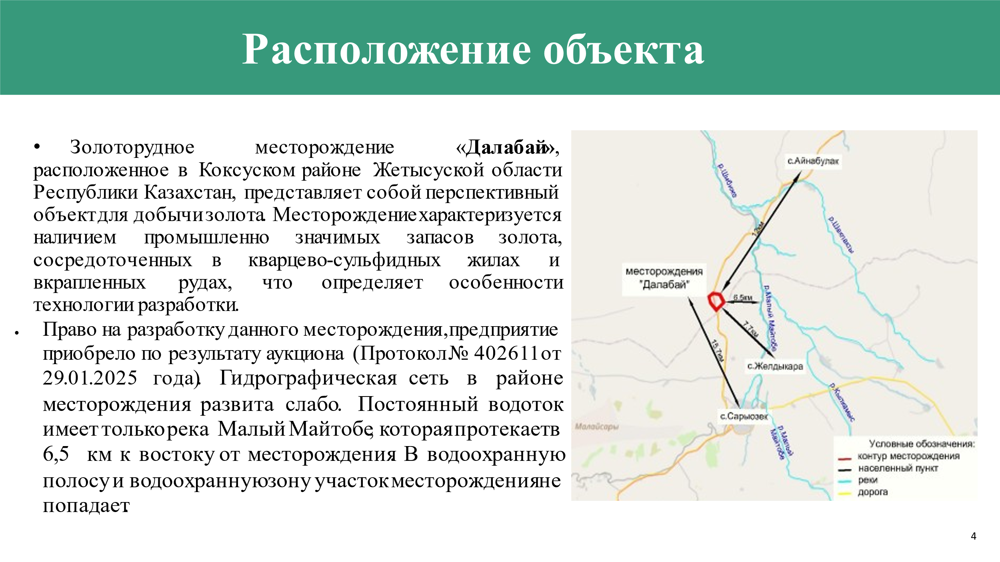 Расположение объекта
• Золоторудное месторождение «Далабай»,
расположенное в Коксуском районе Жетысуской области
Республики Казахстан, представляет собой перспективный
объект для добычи золота. Месторождение характеризуется
наличием промышленно значимых запасов золота,
сосредоточенных в кварцево-сульфидных жилах и
вкрапленных рудах, что определяет особенности
технологии разработки.
• Право на разработку данного месторождения, предприятие
приобрело по результату аукциона (Протокол № 402611 от
29.01.2025 года). Гидрографическая сеть в районе
месторождения развита слабо. Постоянный водоток
имеет только река Малый Майтобе, которая протекает в
6,5 км к востоку от месторождения. В водоохранную
полосу и водоохранную зону участок месторождения не
попадает.
с.Айнабулак
р.Шыбиже
12км
р.Шакпакты
месторождения
"Далабай"
6.5км
р.Малый Майтобе
7.7км
15.7км
с.Желдыкара
р.Кыпкамыс
с.Сарыозек
Малайсары
р.Малый
Майтобе
Условные обозначения:
контур месторождения
населенный пункт
реки
дорога
4